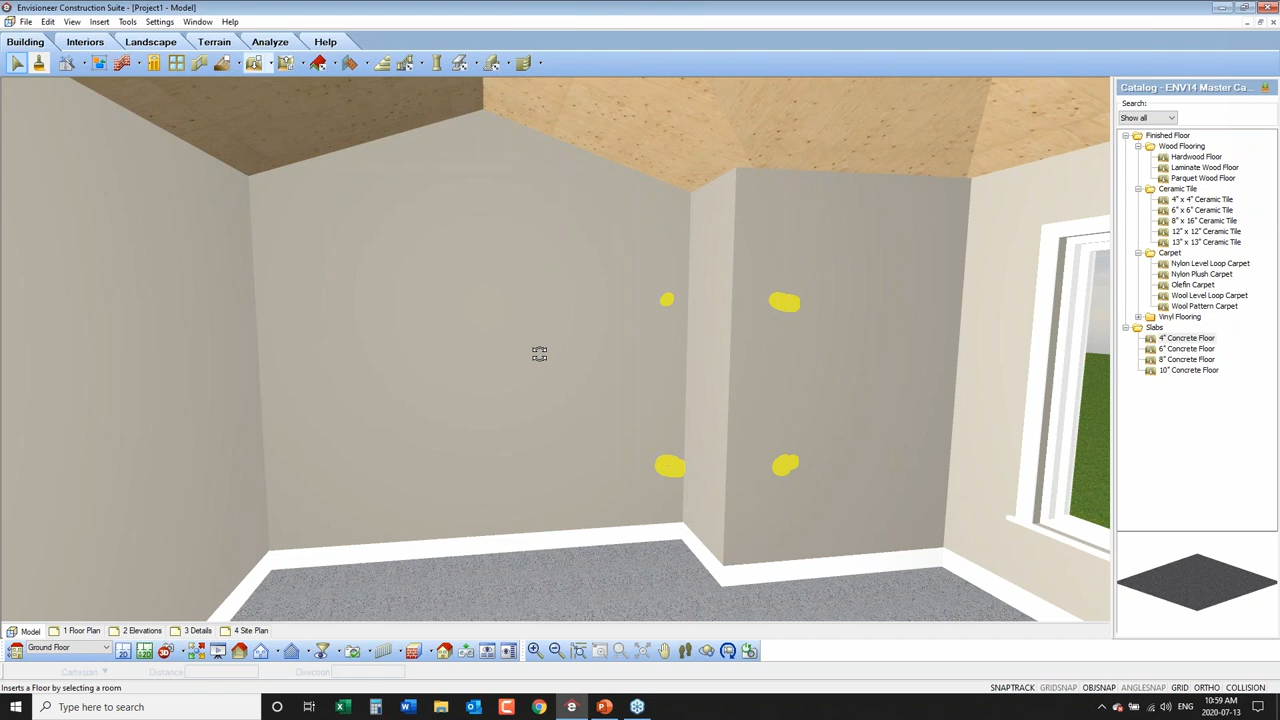 Envisioneer Construction Suite - [Project1 - Model]
File Edit View Insert Tools Settings Window Help
Building Interiors Landscape Terrain Analyze Help
Catalog - ENV14 Master Ca...
Search:
Show all
Finished Floor
Wood Flooring
Hardwood Floor
Laminate Wood Floor
Parquet Wood Floor
Ceramic Tile
4" x 4" Ceramic Tile
6" x 6" Ceramic Tile
8" x 16" Ceramic Tile
12" x 12" Ceramic Tile
13" x 13" Ceramic Tile
Carpet
Nylon Level Loop Carpet
Nylon Plush Carpet
Olefin Carpet
Wool Level Loop Carpet
Wool Pattern Carpet
Vinyl Flooring
Slabs
4" Concrete Floor
6" Concrete Floor
8" Concrete Floor
10" Concrete Floor
Model 1 Floor Plan 2 Elevations 3 Details 4 Site Plan
Ground Floor 2D 3D
Cartesian Distance Direction
Inserts a Floor by selecting a room
SNAPTRACK GRIDSNAP OBJSNAP ANGLESNAP GRID ORTHO COLLISION
Type here to search
ENG
10:59 AM
2020-07-13